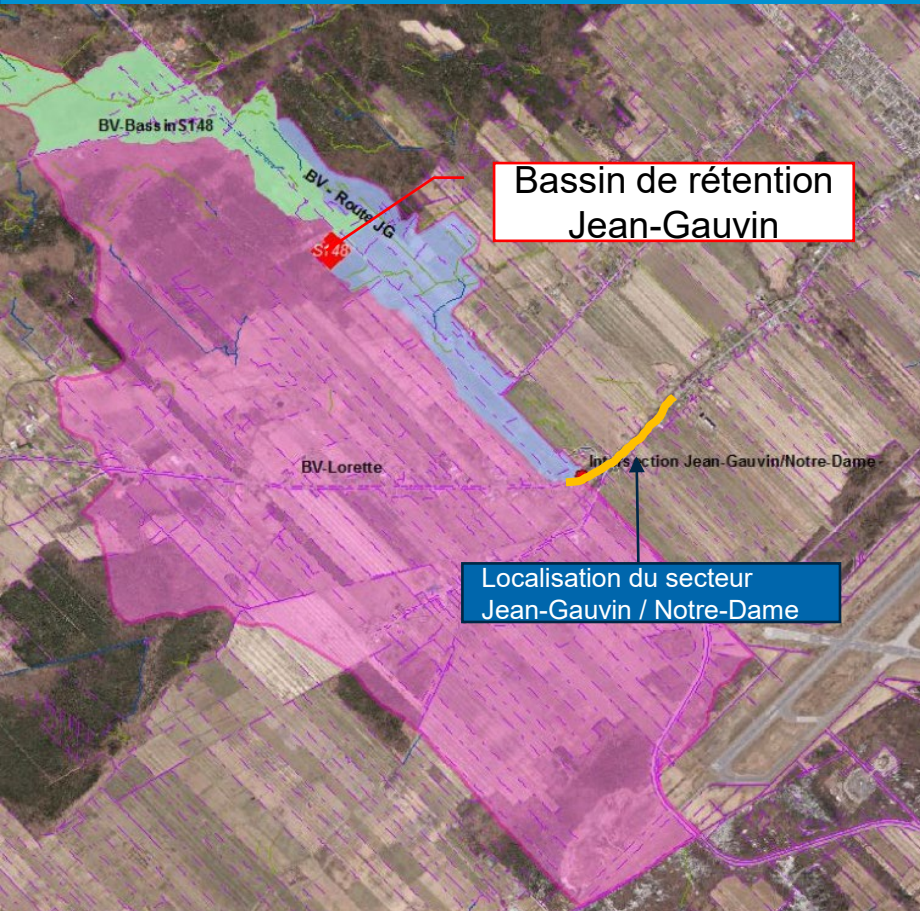 BV-Bassin S148
BV - Route JG
Bassin de rétention
Jean-Gauvin
S148
BV-Lorette
Intersection Jean-Gauvin/Notre-Dame -
Localisation du secteur
Jean-Gauvin / Notre-Dame